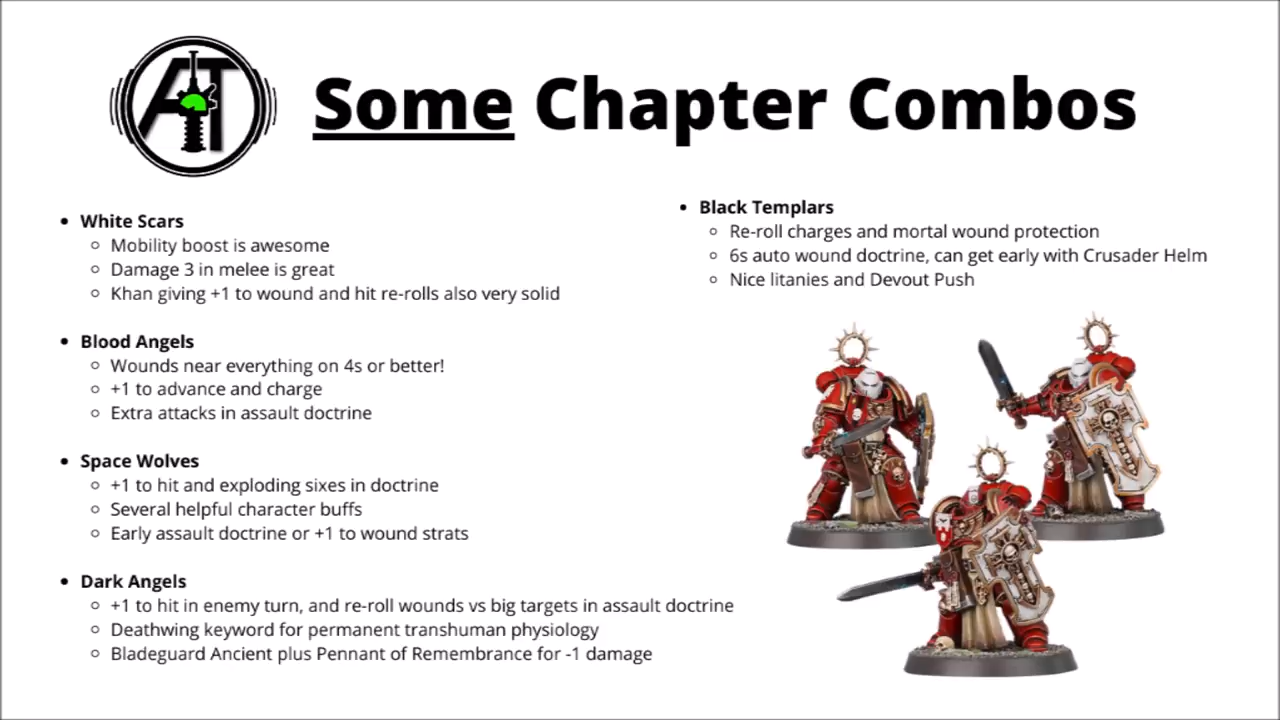 AT
Some Chapter Combos
• White Scars
○ Mobility boost is awesome
○ Damage 3 in melee is great
○ Khan giving +1 to wound and hit re-rolls also very solid
• Blood Angels
○ Wounds near everything on 4s or better!
○ +1 to advance and charge
○ Extra attacks in assault doctrine
• Space Wolves
○ +1 to hit and exploding sixes in doctrine
○ Several helpful character buffs
○ Early assault doctrine or +1 to wound strats
• Dark Angels
○ +1 to hit in enemy turn, and re-roll wounds vs big targets in assault doctrine
○ Deathwing keyword for permanent transhuman physiology
○ Bladeguard Ancient plus Pennant of Remembrance for -1 damage
• Black Templars
○ Re-roll charges and mortal wound protection
○ 6s auto wound doctrine, can get early with Crusader Helm
○ Nice litanies and Devout Push